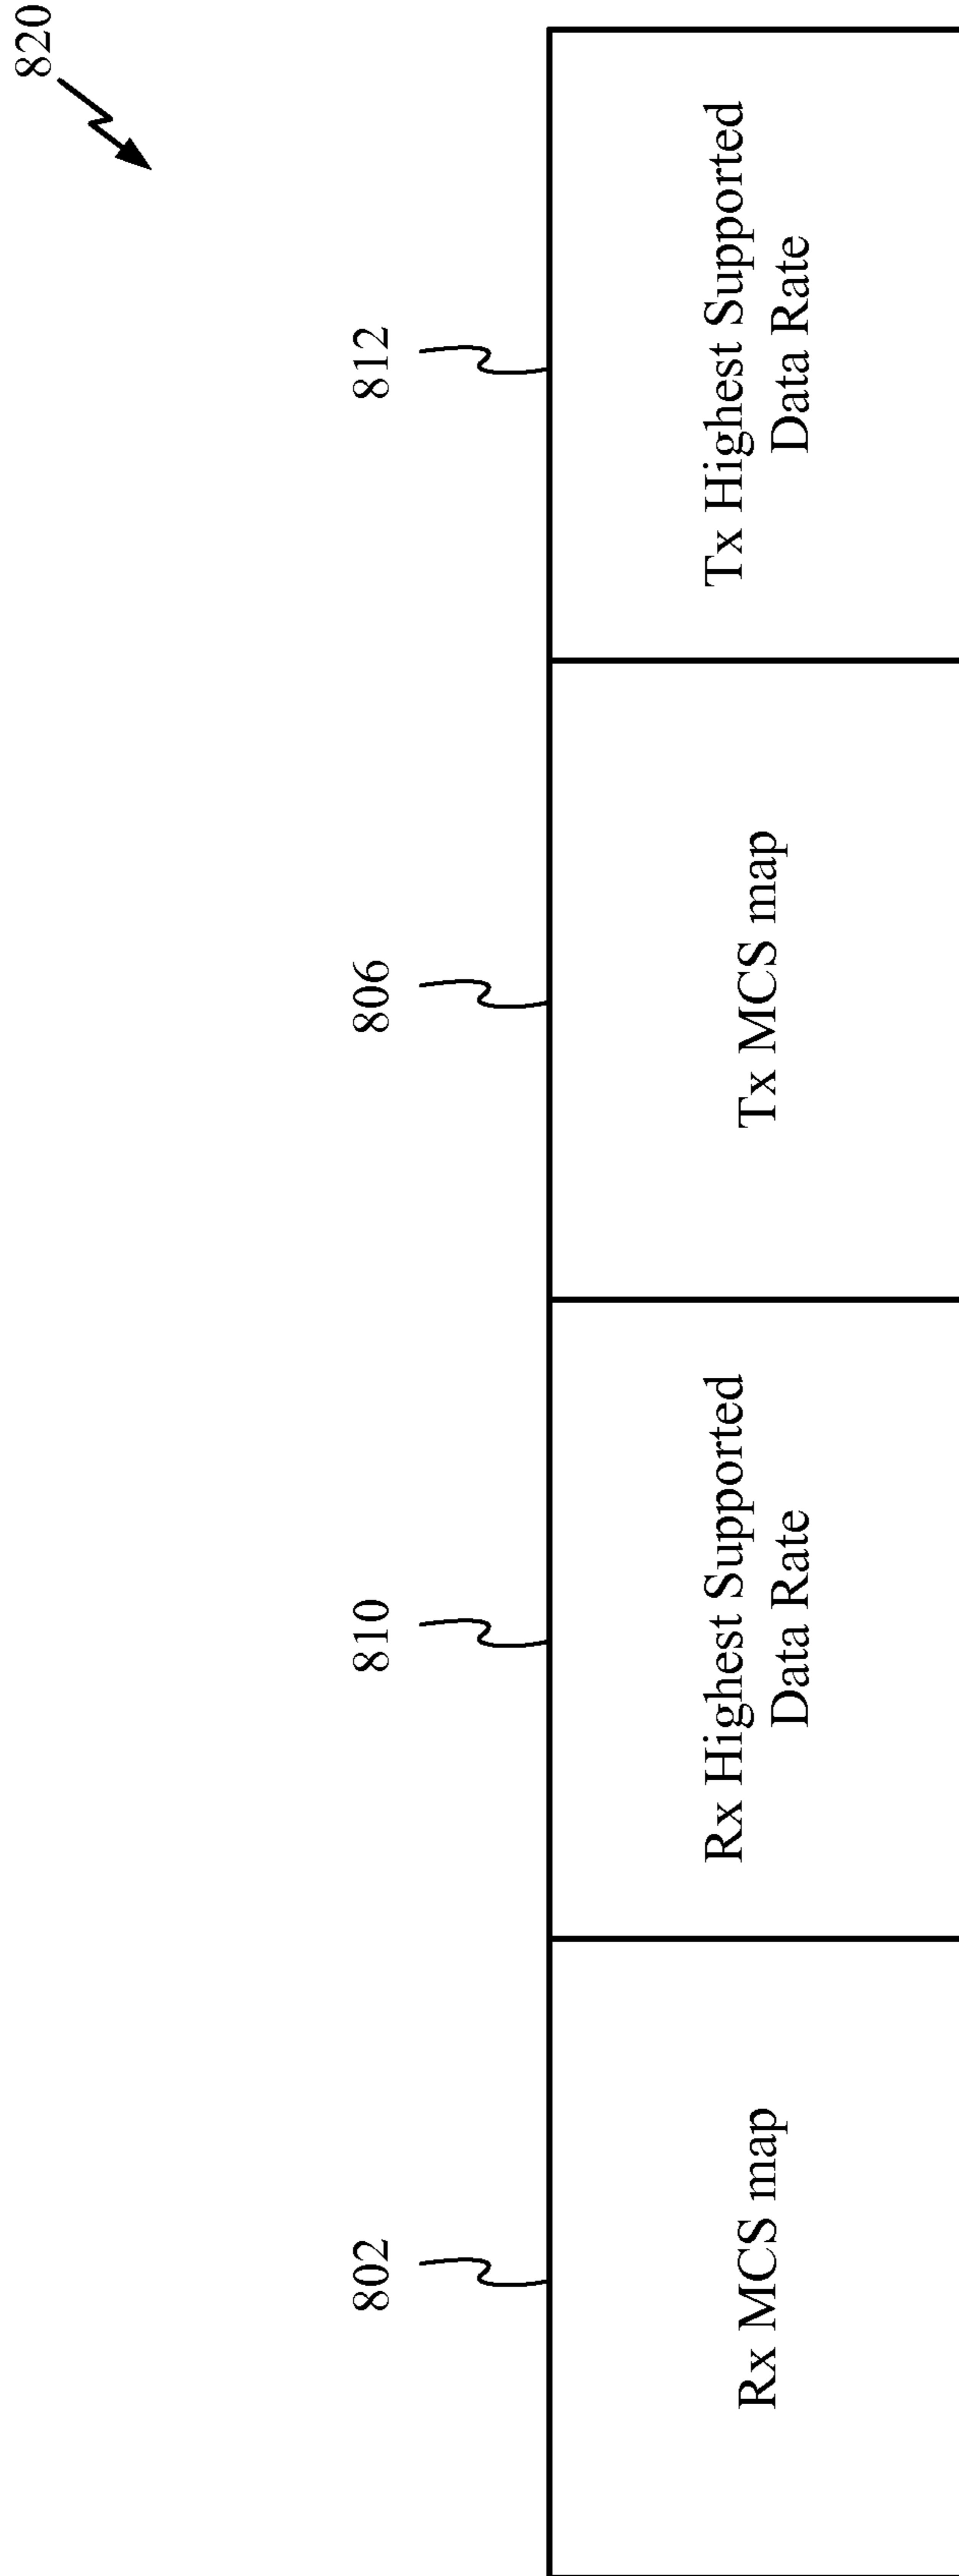 820
802
810
806
812
Rx MCS map
Rx Highest Supported
Data Rate
Tx MCS map
Tx Highest Supported
Data Rate